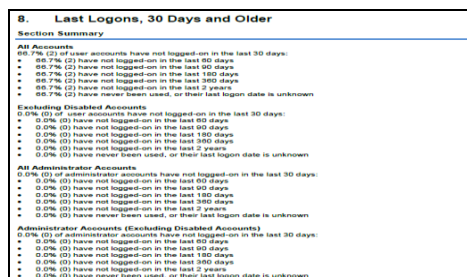 8. Last Logons, 30 Days and Older
Section Summary
All Accounts
66.7% (2) of user accounts have not logged-on in the last 30 days:
• 66.7% (2) have not logged-on in the last 60 days
• 66.7% (2) have not logged-on in the last 90 days
• 66.7% (2) have not logged-on in the last 180 days
• 66.7% (2) have not logged-on in the last 360 days
• 66.7% (2) have not logged-on in the last 2 years
• 66.7% (2) have never been used, or their last logon date is unknown
Excluding Disabled Accounts
0.0% (0) of user accounts have not logged-on in the last 30 days:
• 0.0% (0) have not logged-on in the last 60 days
• 0.0% (0) have not logged-on in the last 90 days
• 0.0% (0) have not logged-on in the last 180 days
• 0.0% (0) have not logged-on in the last 360 days
• 0.0% (0) have not logged-on in the last 2 years
• 0.0% (0) have never been used, or their last logon date is unknown
All Administrator Accounts
0.0% (0) of administrator accounts have not logged-on in the last 30 days:
• 0.0% (0) have not logged-on in the last 60 days
• 0.0% (0) have not logged-on in the last 90 days
• 0.0% (0) have not logged-on in the last 180 days
• 0.0% (0) have not logged-on in the last 360 days
• 0.0% (0) have not logged-on in the last 2 years
• 0.0% (0) have never been used, or their last logon date is unknown
Administrator Accounts (Excluding Disabled Accounts)
0.0% (0) of administrator accounts have not logged-on in the last 30 days:
• 0.0% (0) have not logged-on in the last 60 days
• 0.0% (0) have not logged-on in the last 90 days
• 0.0% (0) have not logged-on in the last 180 days
• 0.0% (0) have not logged-on in the last 360 days
• 0.0% (0) have not logged-on in the last 2 years
• 0.0% (0) have never been used, or their last logon date is unknown